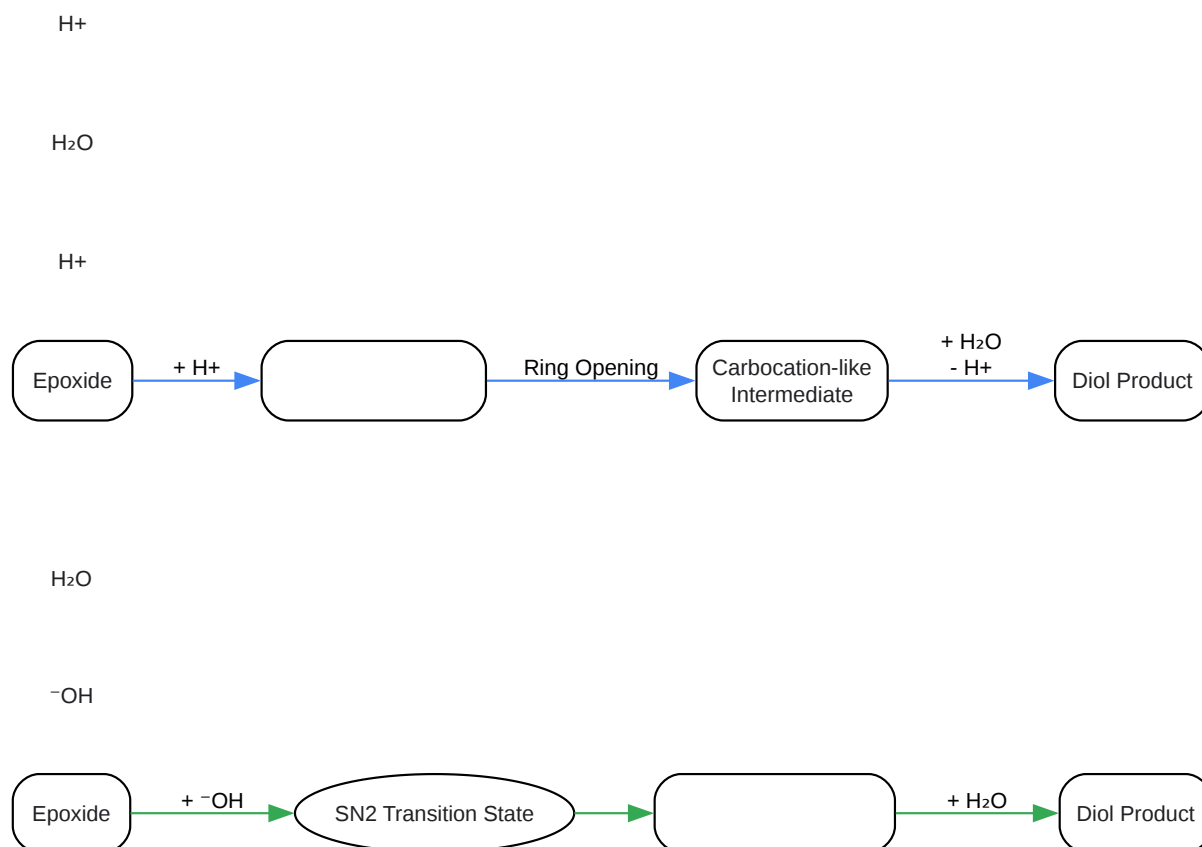 H+
H₂O
H+
Epoxide
+ H+
Ring Opening
Carbocation-like
Intermediate
+ H₂O
- H+
Diol Product
H₂O
⁻OH
Epoxide
+ ⁻OH
SN2 Transition State
+ H₂O
Diol Product